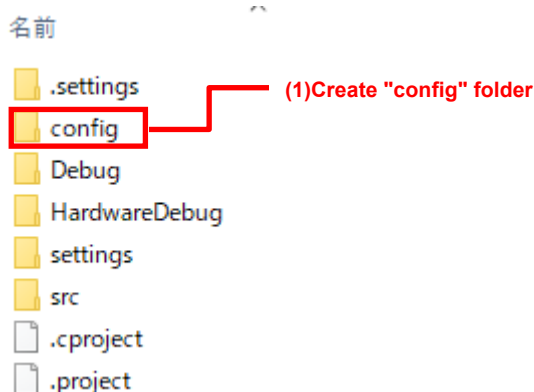 名前
.settings
(1)Create "config" folder
config
Debug
HardwareDebug
settings
src
.cproject
.project